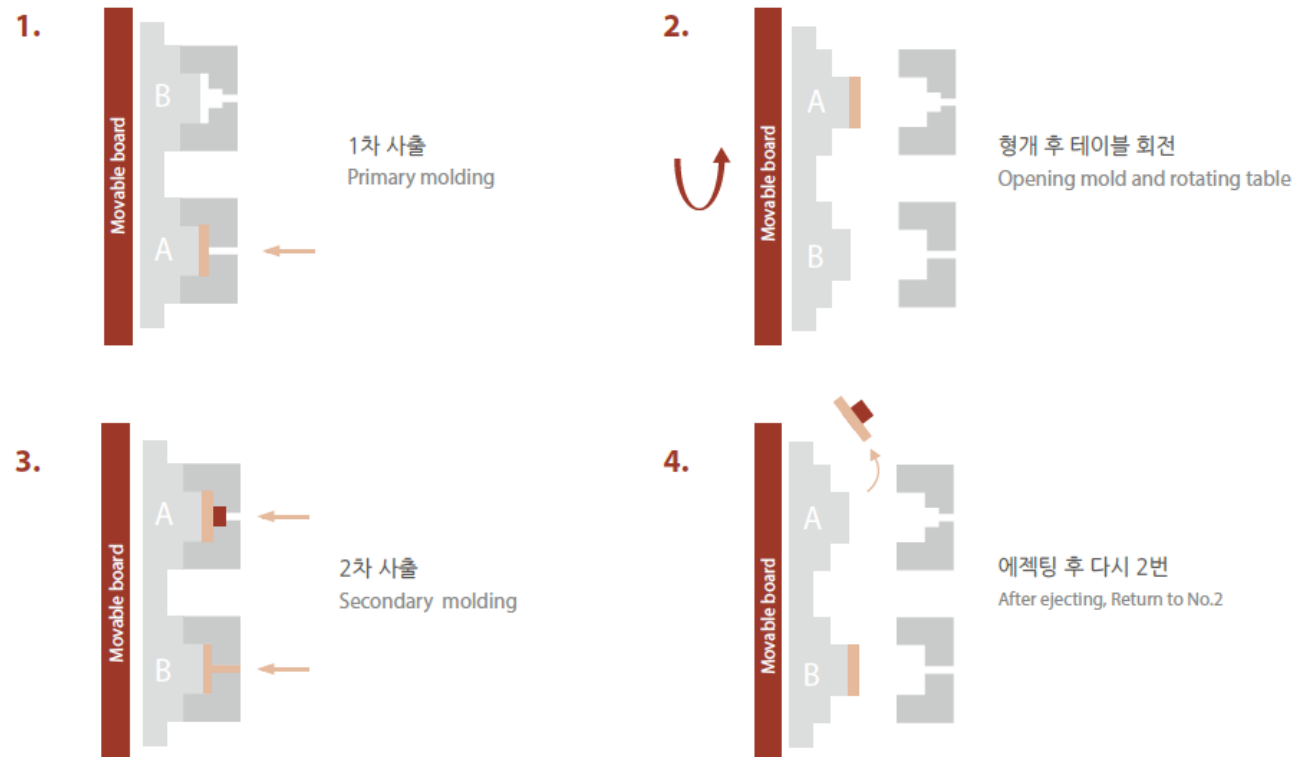 1.
Movable board
B
A
1차 사출
Primary molding
2.
Movable board
A
B
형개 후 테이블 회전
Opening mold and rotating table
3.
Movable board
A
B
2차 사출
Secondary molding
4.
Movable board
A
B
에젝팅 후 다시 2번
After ejecting, Return to No.2